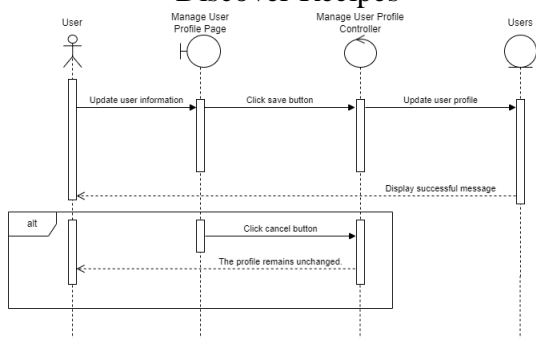 Discover Recipes
User
Manage User
Profile Page
Manage User Profile
Controller
Users
Update user information
Click save button
Update user profile
Display successful message
alt
Click cancel button
The profile remains unchanged.